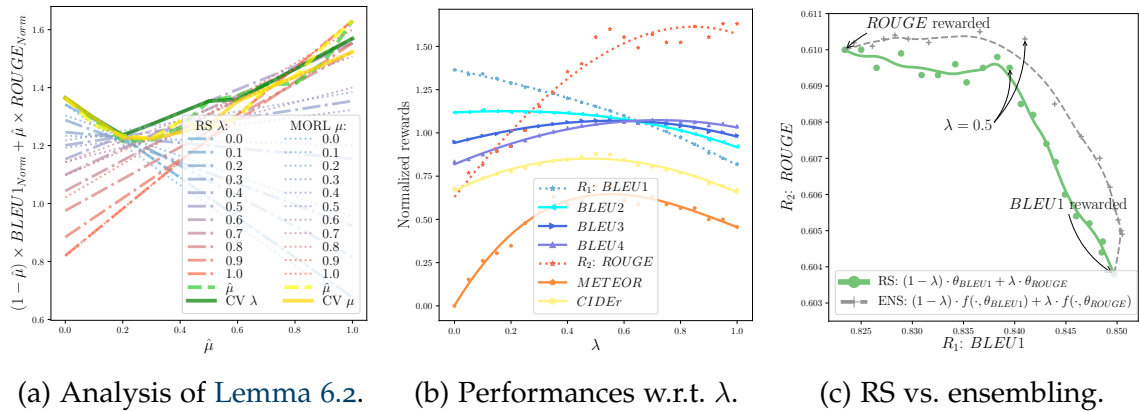 (1 − μ̂) × BLEU1_Norm + μ̂ × ROUGE_Norm
1.6
1.4
1.2
1.0
0.8
0.6
RS λ: MORL μ:
0.0 0.0
0.1 0.1
0.2 0.2
0.3 0.3
0.4 0.4
0.5 0.5
0.6 0.6
0.7 0.7
0.8 0.8
0.9 0.9
1.0 1.0
μ̂ μ̂
CV λ CV μ
0.0 0.2 0.4 0.6 0.8 1.0
μ̂
(a) Analysis of Lemma 6.2.
Normalized rewards
1.50
1.25
1.00
0.75
0.50
0.25
0.00
R₁: BLEU1
BLEU2
BLEU3
BLEU4
R₂: ROUGE
METEOR
CIDEr
0.0 0.2 0.4 0.6 0.8 1.0
λ
(b) Performances w.r.t. λ.
R₂: ROUGE
0.611
0.610
0.608
0.606
0.605
0.604
0.603
ROUGE rewarded
λ = 0.5
BLEU1 rewarded
RS: (1 − λ) · θ_BLEU1 + λ · θ_ROUGE
ENS: (1 − λ) · f(·, θ_BLEU1) + λ · f(·, θ_ROUGE)
0.825 0.830 0.835 0.840 0.845 0.850
R₁: BLEU1
(c) RS vs. ensembling.